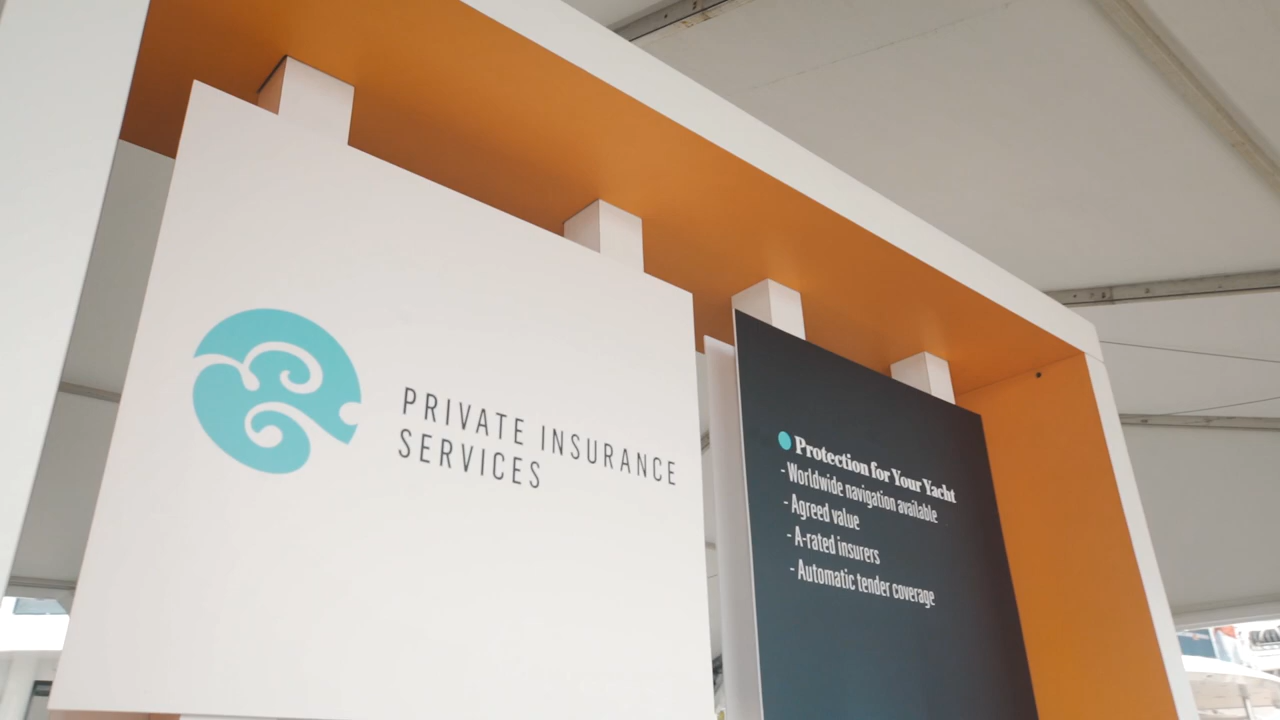 PRIVATE INSURANCE
SERVICES
Protection for Your Yacht
- Worldwide navigation available
- Agreed value
- A-rated insurers
- Automatic tender coverage